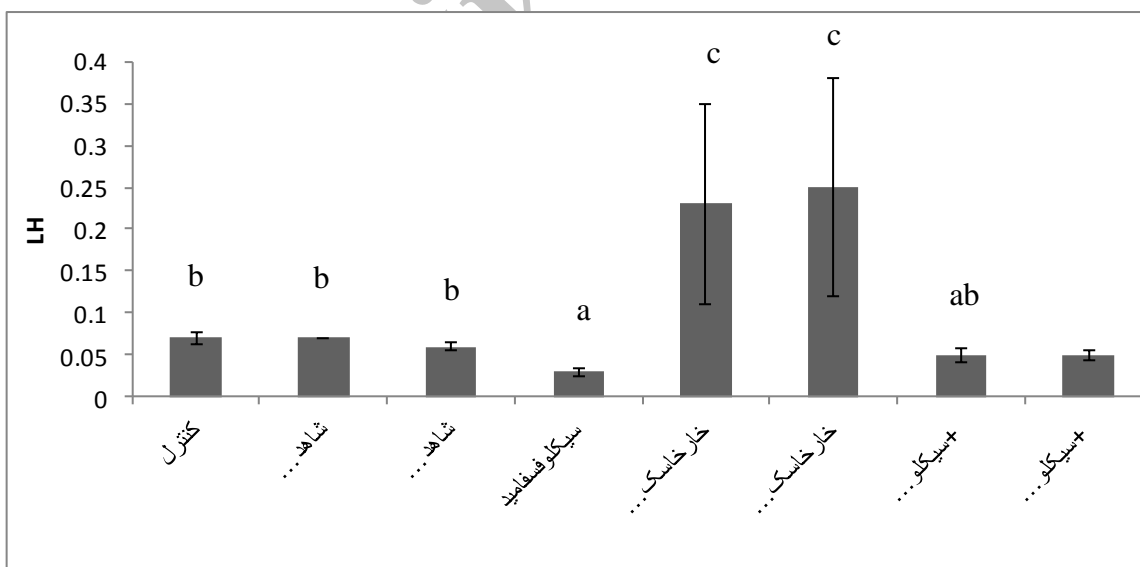 c
c
0.4
0.35
0.3
0.25
0.2
0.15
0.1
0.05
0
LH
b
b
b
a
ab
کنترل
شاهد...
شاهد...
سیکلوفسفامید
خارخاسک...
خارخاسک...
+سیکلو...
+سیکلو...